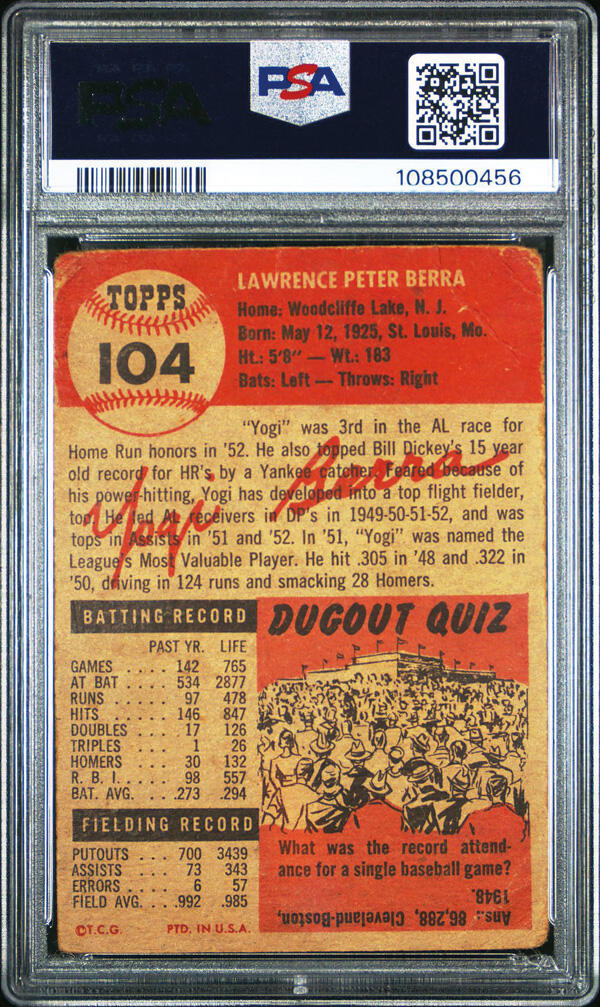 PSA
PSA
108500456
TOPPS
104
LAWRENCE PETER BERRA
Home: Woodcliffe Lake, N. J.
Born: May 12, 1925, St. Louis, Mo.
Ht.: 5'8" — Wt.: 183
Bats: Left — Throws: Right
"Yogi" was 3rd in the AL race for
Home Run honors in '52. He also topped Bill Dickey's 15 year
old record for HR's by a Yankee catcher. Feared because of
his power-hitting, Yogi has developed into a top flight fielder,
too. He led AL receivers in DP's in 1949-50-51-52, and was
tops in Assists in '51 and '52. In '51, "Yogi" was named the
League's Most Valuable Player. He hit .305 in '48 and .322 in
'50, driving in 124 runs and smacking 28 Homers.
Yogi Berra
BATTING RECORD
PAST YR. LIFE
GAMES .... 142 765
AT BAT .... 534 2877
RUNS ..... 97 478
HITS ..... 146 847
DOUBLES .. 17 126
TRIPLES ... 1 26
HOMERS ... 30 132
R. B. I. .... 98 557
BAT. AVG. .. .273 .294
FIELDING RECORD
PUTOUTS ... 700 3439
ASSISTS .... 73 343
ERRORS .... 6 57
FIELD AVG. .. .992 .985
©T.C.G. PTD. IN U.S.A.
DUGOUT QUIZ
What was the record attend-
ance for a single baseball game?
Ans.: 86,288, Cleveland-Boston,
1948.